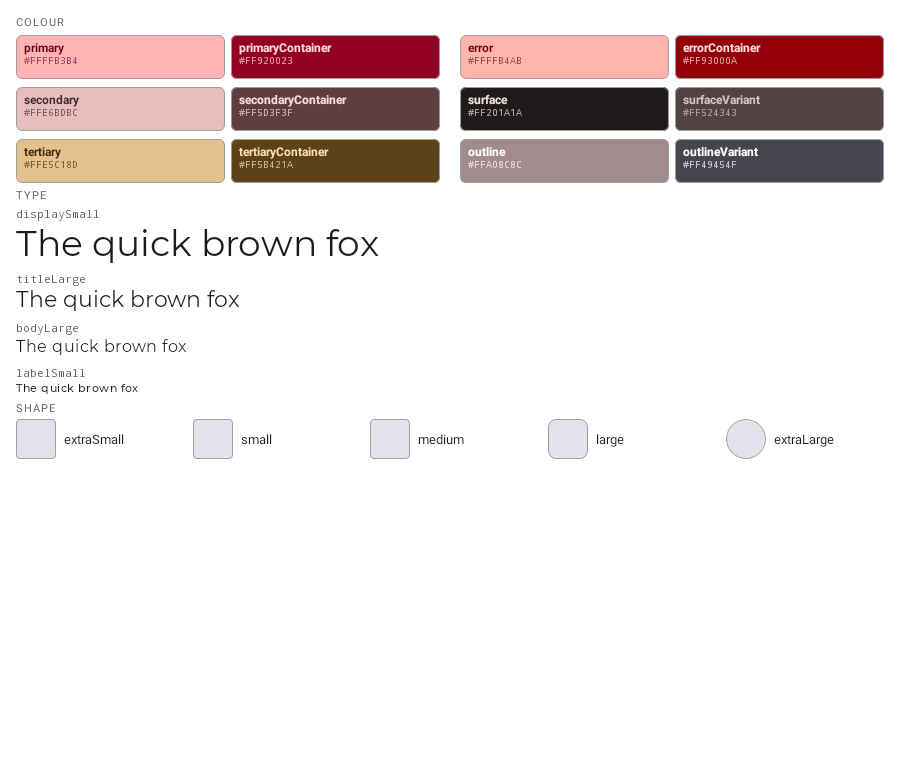 COLOUR
primary
#FFFFB3B4
primaryContainer
#FF920023
error
#FFFFB4AB
errorContainer
#FF93000A
secondary
#FFE6BDBC
secondaryContainer
#FF5D3F3F
surface
#FF201A1A
surfaceVariant
#FF524343
tertiary
#FFE5C18D
tertiaryContainer
#FF5B421A
outline
#FFA08C8C
outlineVariant
#FF49454F
TYPE
displaySmall
The quick brown fox
titleLarge
The quick brown fox
bodyLarge
The quick brown fox
labelSmall
The quick brown fox
SHAPE
extraSmall
small
medium
large
extraLarge